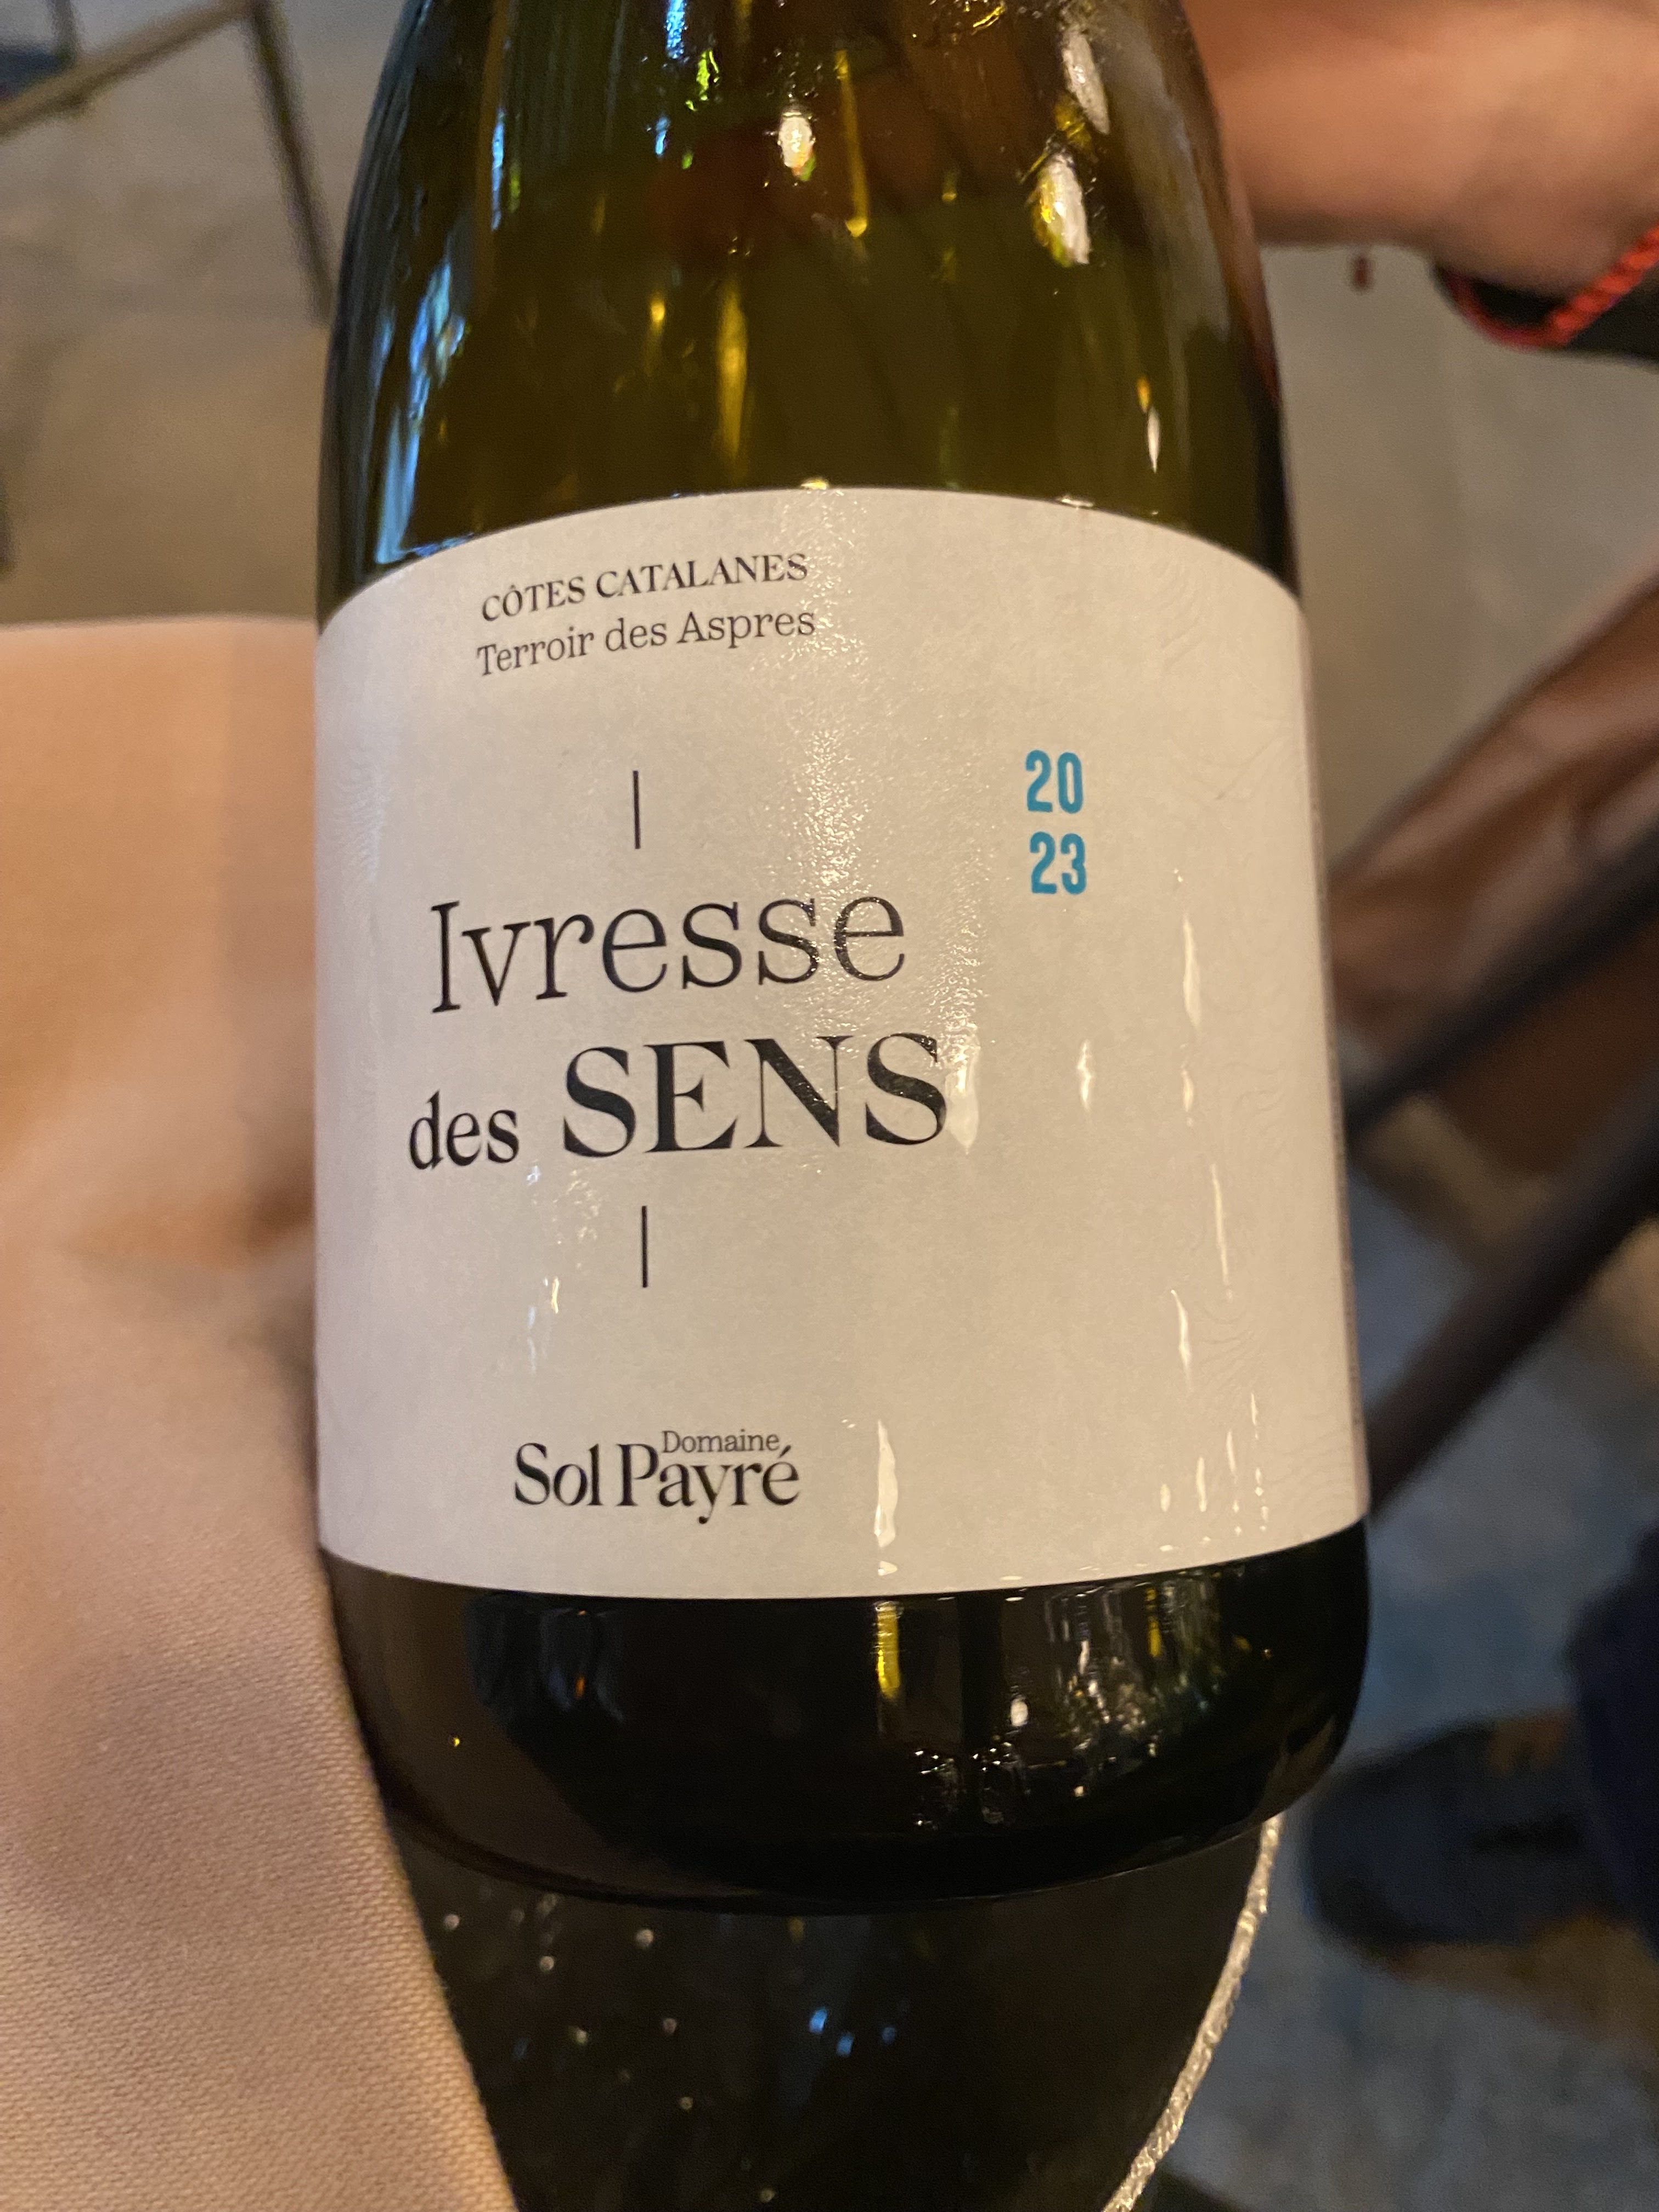 CÔTES CATALANES
Terroir des Aspres
20
23
Ivresse
des SENS
Domaine
Sol Payré